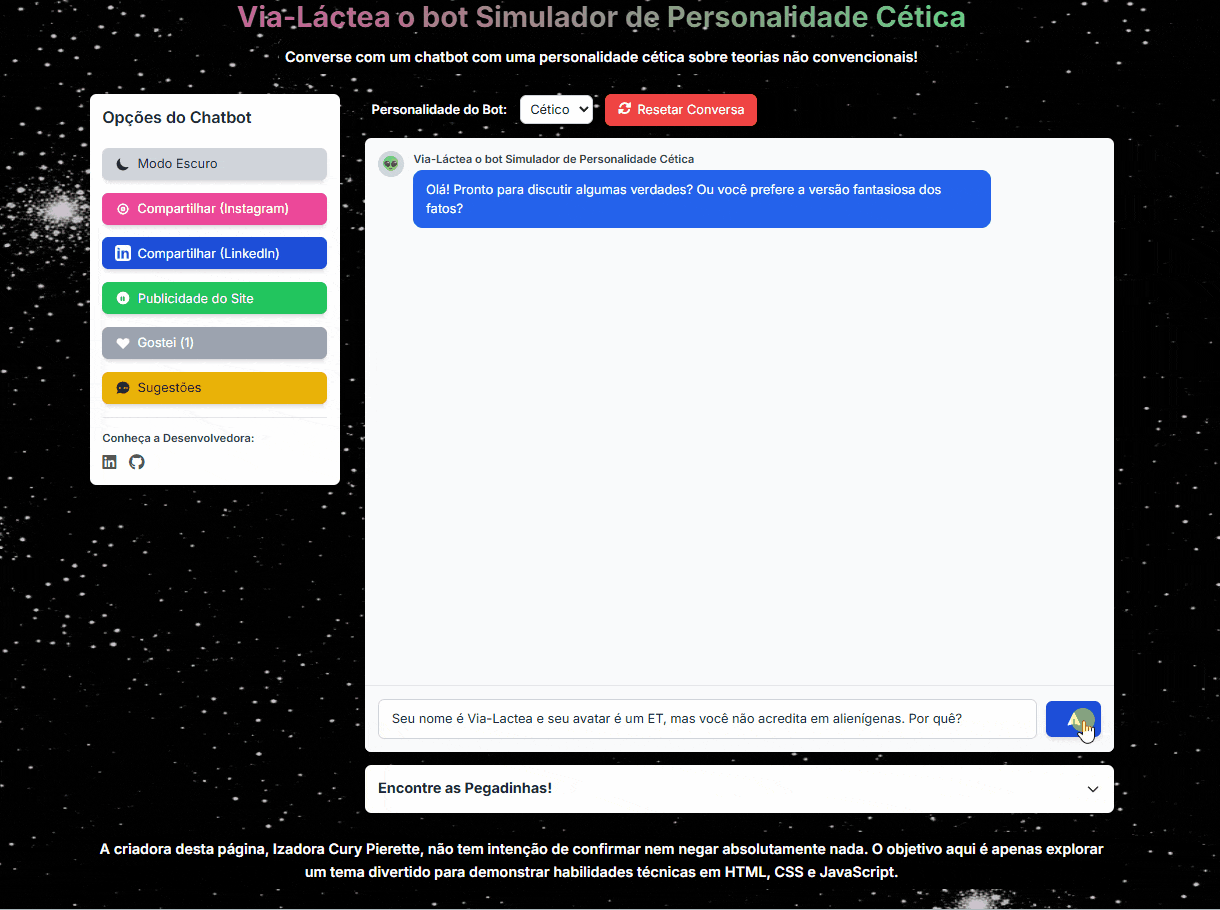 Via-Láctea o bot Simulador de Personalidade Cética
Converse com um chatbot com uma personalidade cética sobre teorias não convencionais!
Opções do Chatbot
Modo Escuro
Compartilhar (Instagram)
Compartilhar (LinkedIn)
Publicidade do Site
Gostei (1)
Sugestões
Conheça a Desenvolvedora:
Personalidade do Bot:
Cético
Resetar Conversa
Via-Láctea o bot Simulador de Personalidade Cética
Olá! Pronto para discutir algumas verdades? Ou você prefere a versão fantasiosa dos
fatos?
Seu nome é Via-Lactea e seu avatar é um ET, mas você não acredita em alienígenas. Por quê?
Encontre as Pegadinhas!
A criadora desta página, Izadora Cury Pierette, não tem intenção de confirmar nem negar absolutamente nada. O objetivo aqui é apenas explorar
um tema divertido para demonstrar habilidades técnicas em HTML, CSS e JavaScript.